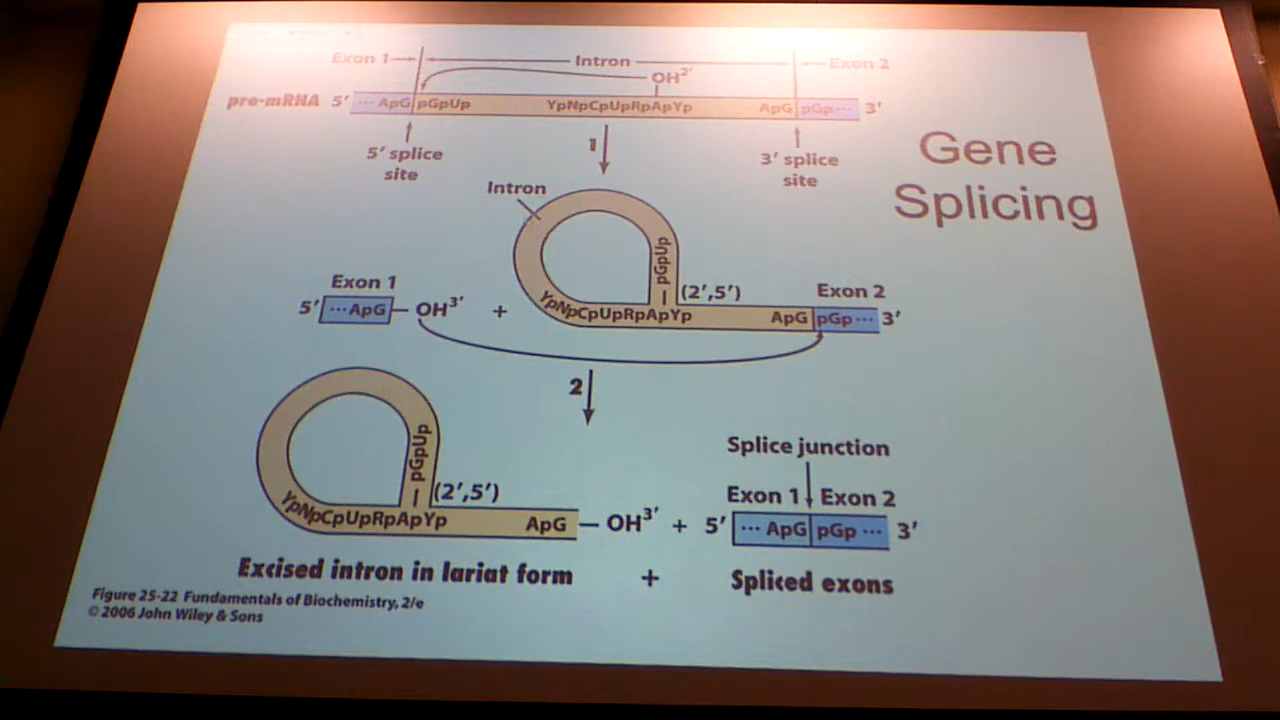 Exon 1
Intron
Exon 2
OH2′
pre-mRNA 5′ ··· ApG pGpUp YpNpCpUpRpApYp ApG pGp ··· 3′
5′ splice
site
1
3′ splice
site
Gene
Splicing
Intron
pGpUp
(2′,5′)
Exon 1
5′ ··· ApG OH3′ + YpNpCpUpRpApYp ApG pGp ··· 3′
Exon 2
2
pGpUp
(2′,5′)
YpNpCpUpRpApYp ApG — OH3′ + 5′ ··· ApG pGp ··· 3′
Splice junction
Exon 1 Exon 2
Excised intron in lariat form + Spliced exons
Figure 25-22 Fundamentals of Biochemistry, 2/e
© 2006 John Wiley & Sons